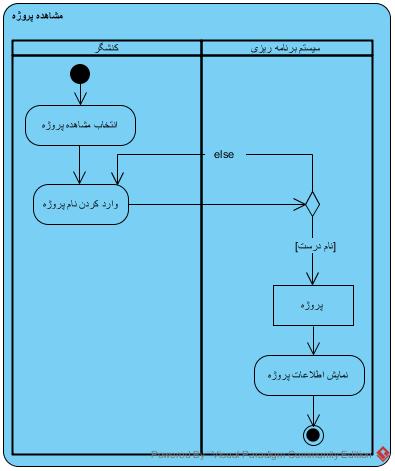 مشاهده پروژه
کنشگر
سیستم برنامه ریزی
انتخاب مشاهده پروژه
else
وارد کردن نام پروژه
[نام درست]
پروژه
نمایش اطلاعات پروژه
Powered By Visual Paradigm Community Edition